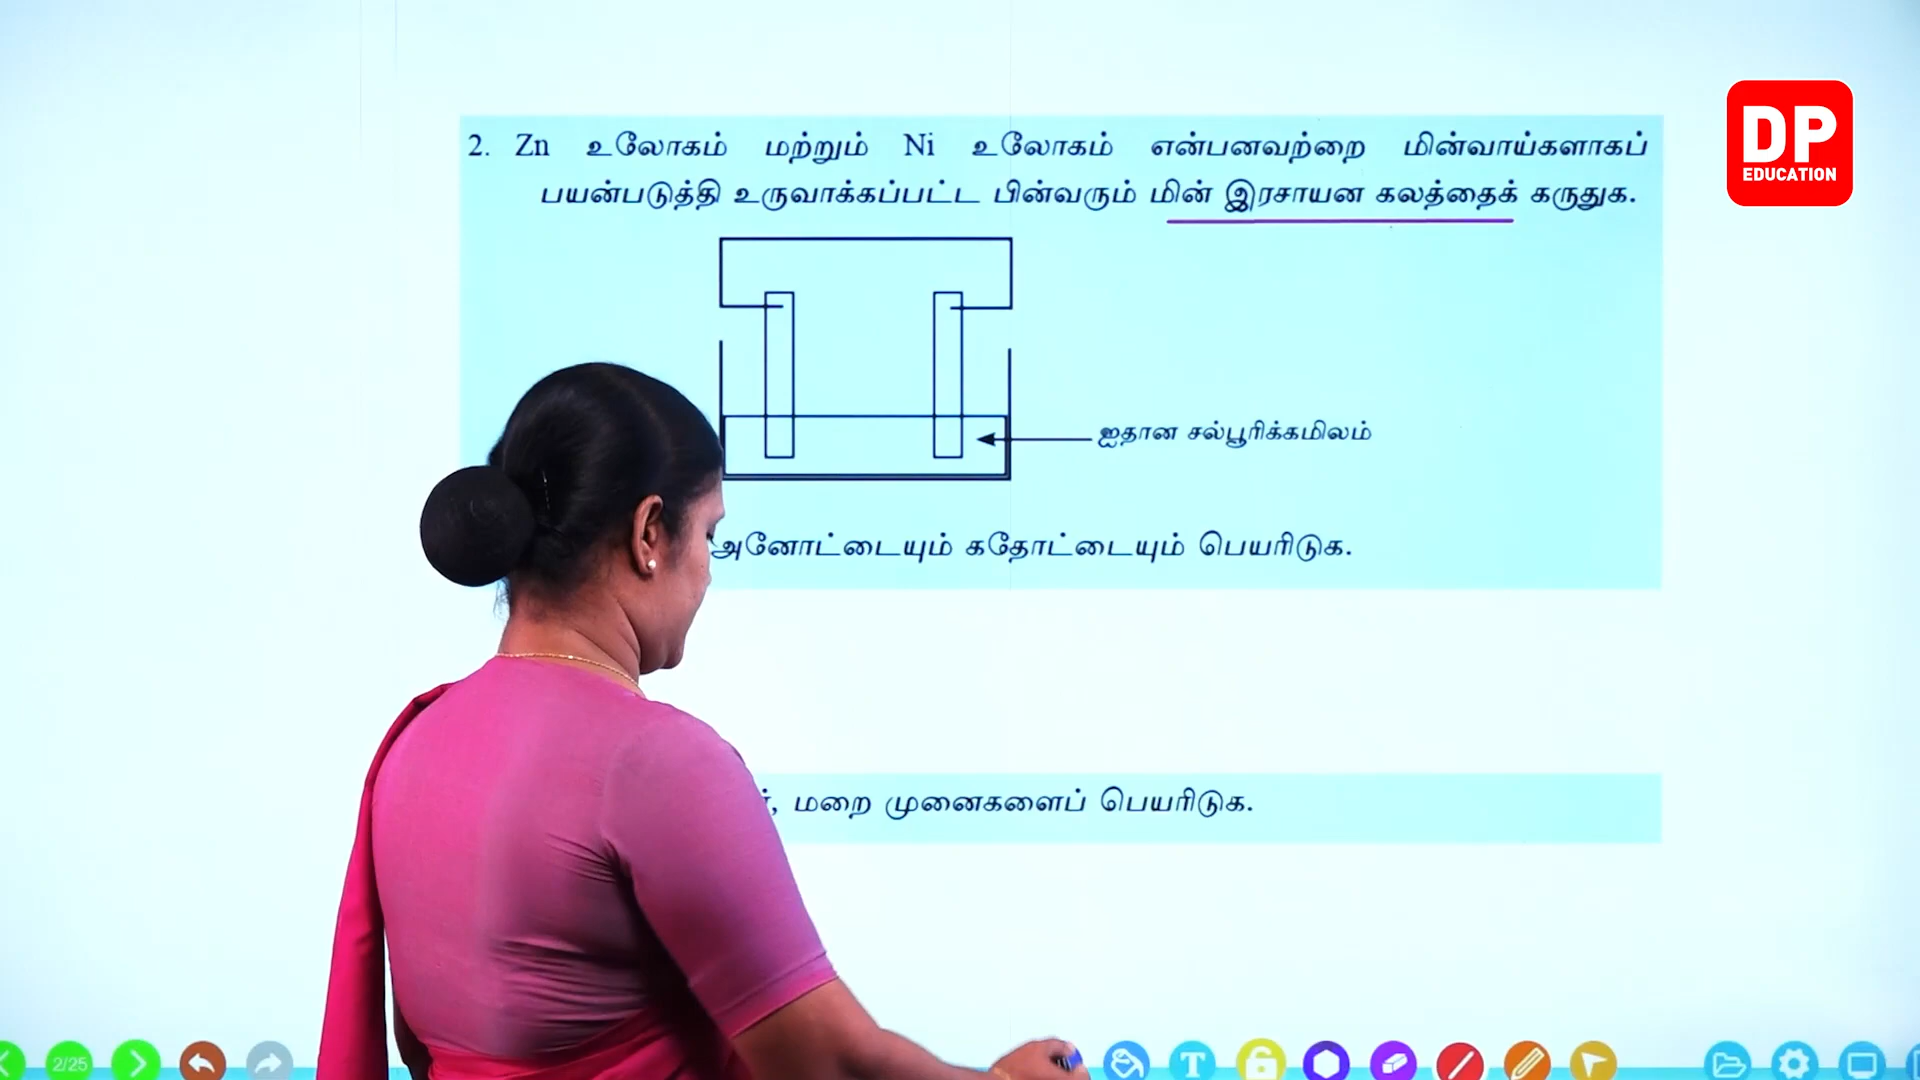 DP
EDUCATION
2. Zn உலோகம் மற்றும் Ni உலோகம் என்பனவற்றை மின்வாய்களாகப்
பயன்படுத்தி உருவாக்கப்பட்ட பின்வரும் மின் இரசாயன கலத்தைக் கருதுக.
ஐதான சல்பூரிக்கமிலம்
அனோட்டையும் கதோட்டையும் பெயரிடுக.
மறை முனைகளைப் பெயரிடுக.
2/25
T